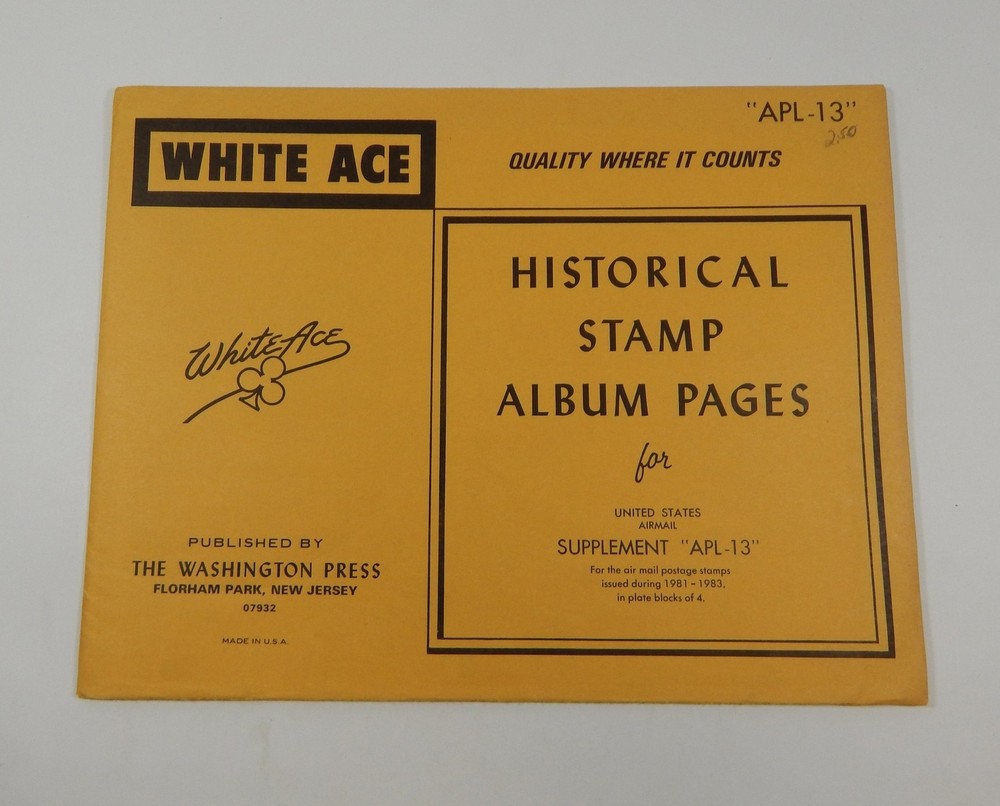 "APL-13"
2.50
WHITE ACE
QUALITY WHERE IT COUNTS
HISTORICAL
STAMP
ALBUM PAGES
for
UNITED STATES
AIRMAIL
SUPPLEMENT "APL-13"
For the air mail postage stamps
issued during 1981 – 1983,
in plate blocks of 4.
White Ace
PUBLISHED BY
THE WASHINGTON PRESS
FLORHAM PARK, NEW JERSEY
07932
MADE IN U.S.A.